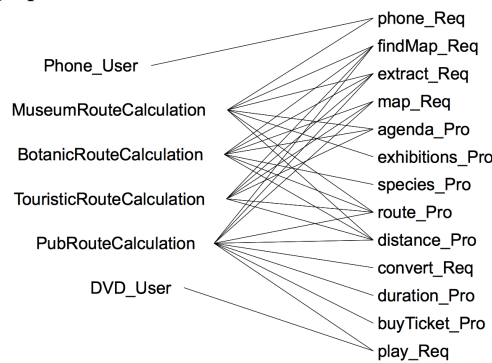 Phone_User
MuseumRouteCalculation
BotanicRouteCalculation
TouristicRouteCalculation
PubRouteCalculation
DVD_User
phone_Req
findMap_Req
extract_Req
map_Req
agenda_Pro
exhibitions_Pro
species_Pro
route_Pro
distance_Pro
convert_Req
duration_Pro
buyTicket_Pro
play_Req